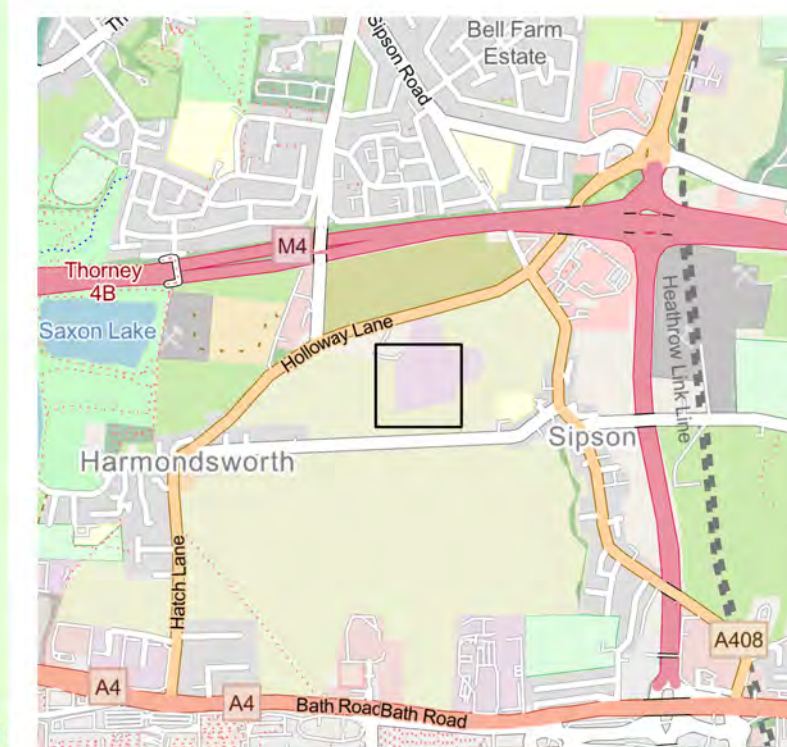 Th
Sipson Road
Bell Farm
Estate
M4
Thorney
4B
Saxon Lake
Holloway Lane
Heathrow Link Line
Harmondsworth
Sipson
Hatch Lane
A408
A4
A4
Bath RoadBath Road